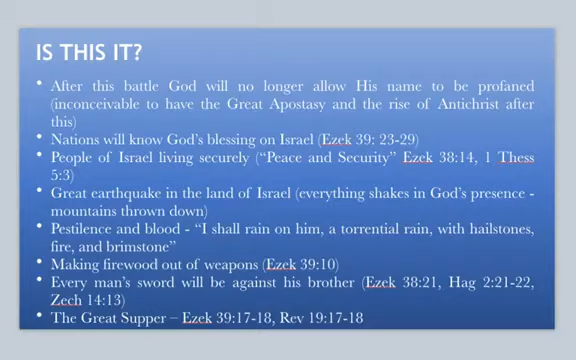 IS THIS IT?
• After this battle God will no longer allow His name to be profaned
(inconceivable to have the Great Apostasy and the rise of Antichrist after
this)
• Nations will know God's blessing on Israel (Ezek 39: 23-29)
• People of Israel living securely ("Peace and Security" Ezek 38:14, 1 Thess
5:3)
• Great earthquake in the land of Israel (everything shakes in God's presence -
mountains thrown down)
• Pestilence and blood - "I shall rain on him, a torrential rain, with hailstones,
fire, and brimstone"
• Making firewood out of weapons (Ezek 39:10)
• Every man's sword will be against his brother (Ezek 38:21, Hag 2:21-22,
Zech 14:13)
• The Great Supper – Ezek 39:17-18, Rev 19:17-18